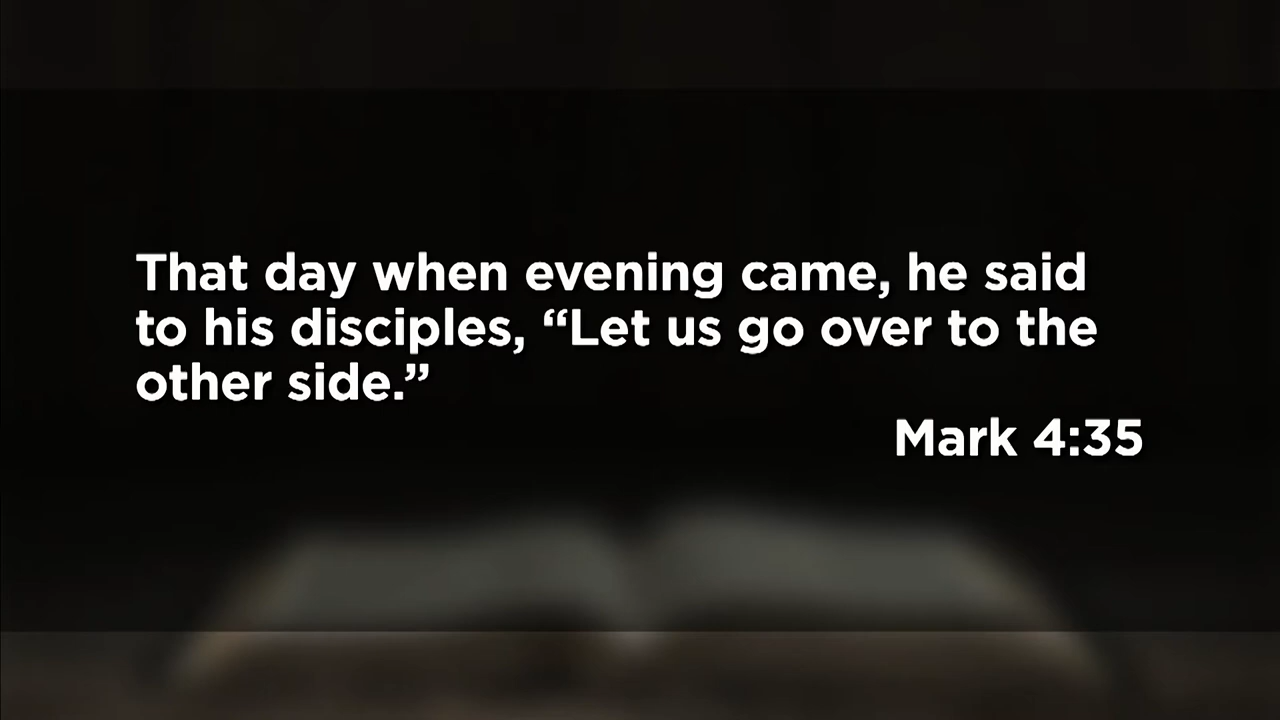 That day when evening came, he said
to his disciples, “Let us go over to the
other side.”
Mark 4:35